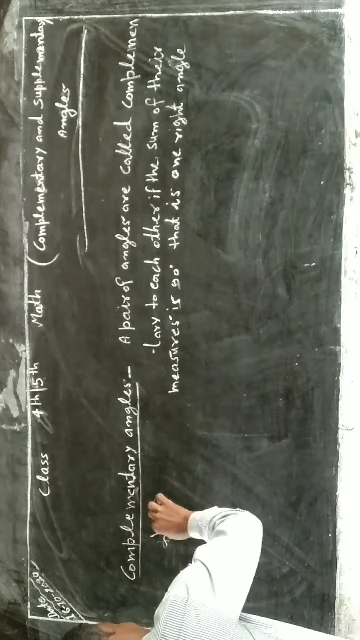 Class 4th/5th Math (Complementary and Supplementary
Angles
Complementary angles:- A pair of angles are called Complemen
-tary to each other if the sum of their
measures is 90° that is one right angle